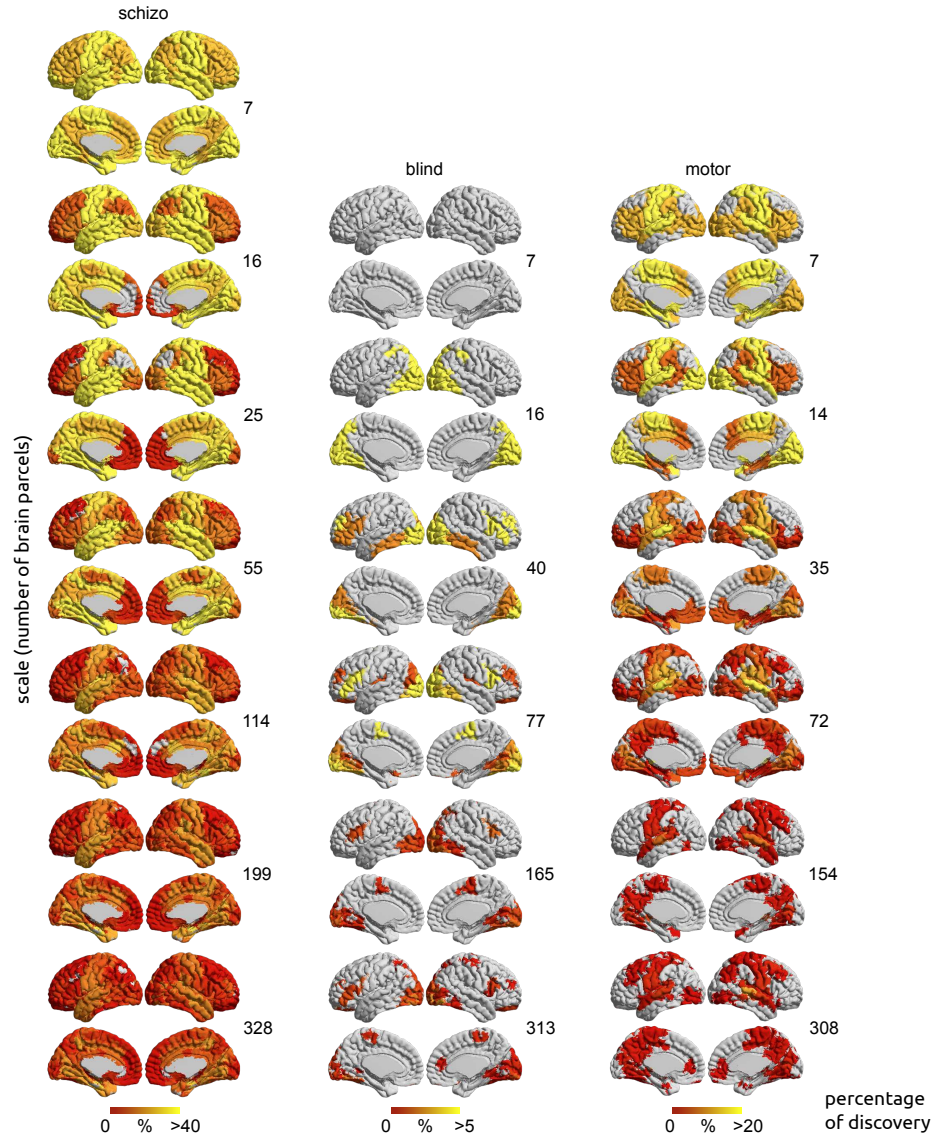 schizo
7
blind
motor
16
7
7
25
16
14
55
40
35
114
77
72
199
165
154
328
313
308
scale (number of brain parcels)
0 % >40
0 % >5
0 % >20
percentage
of discovery